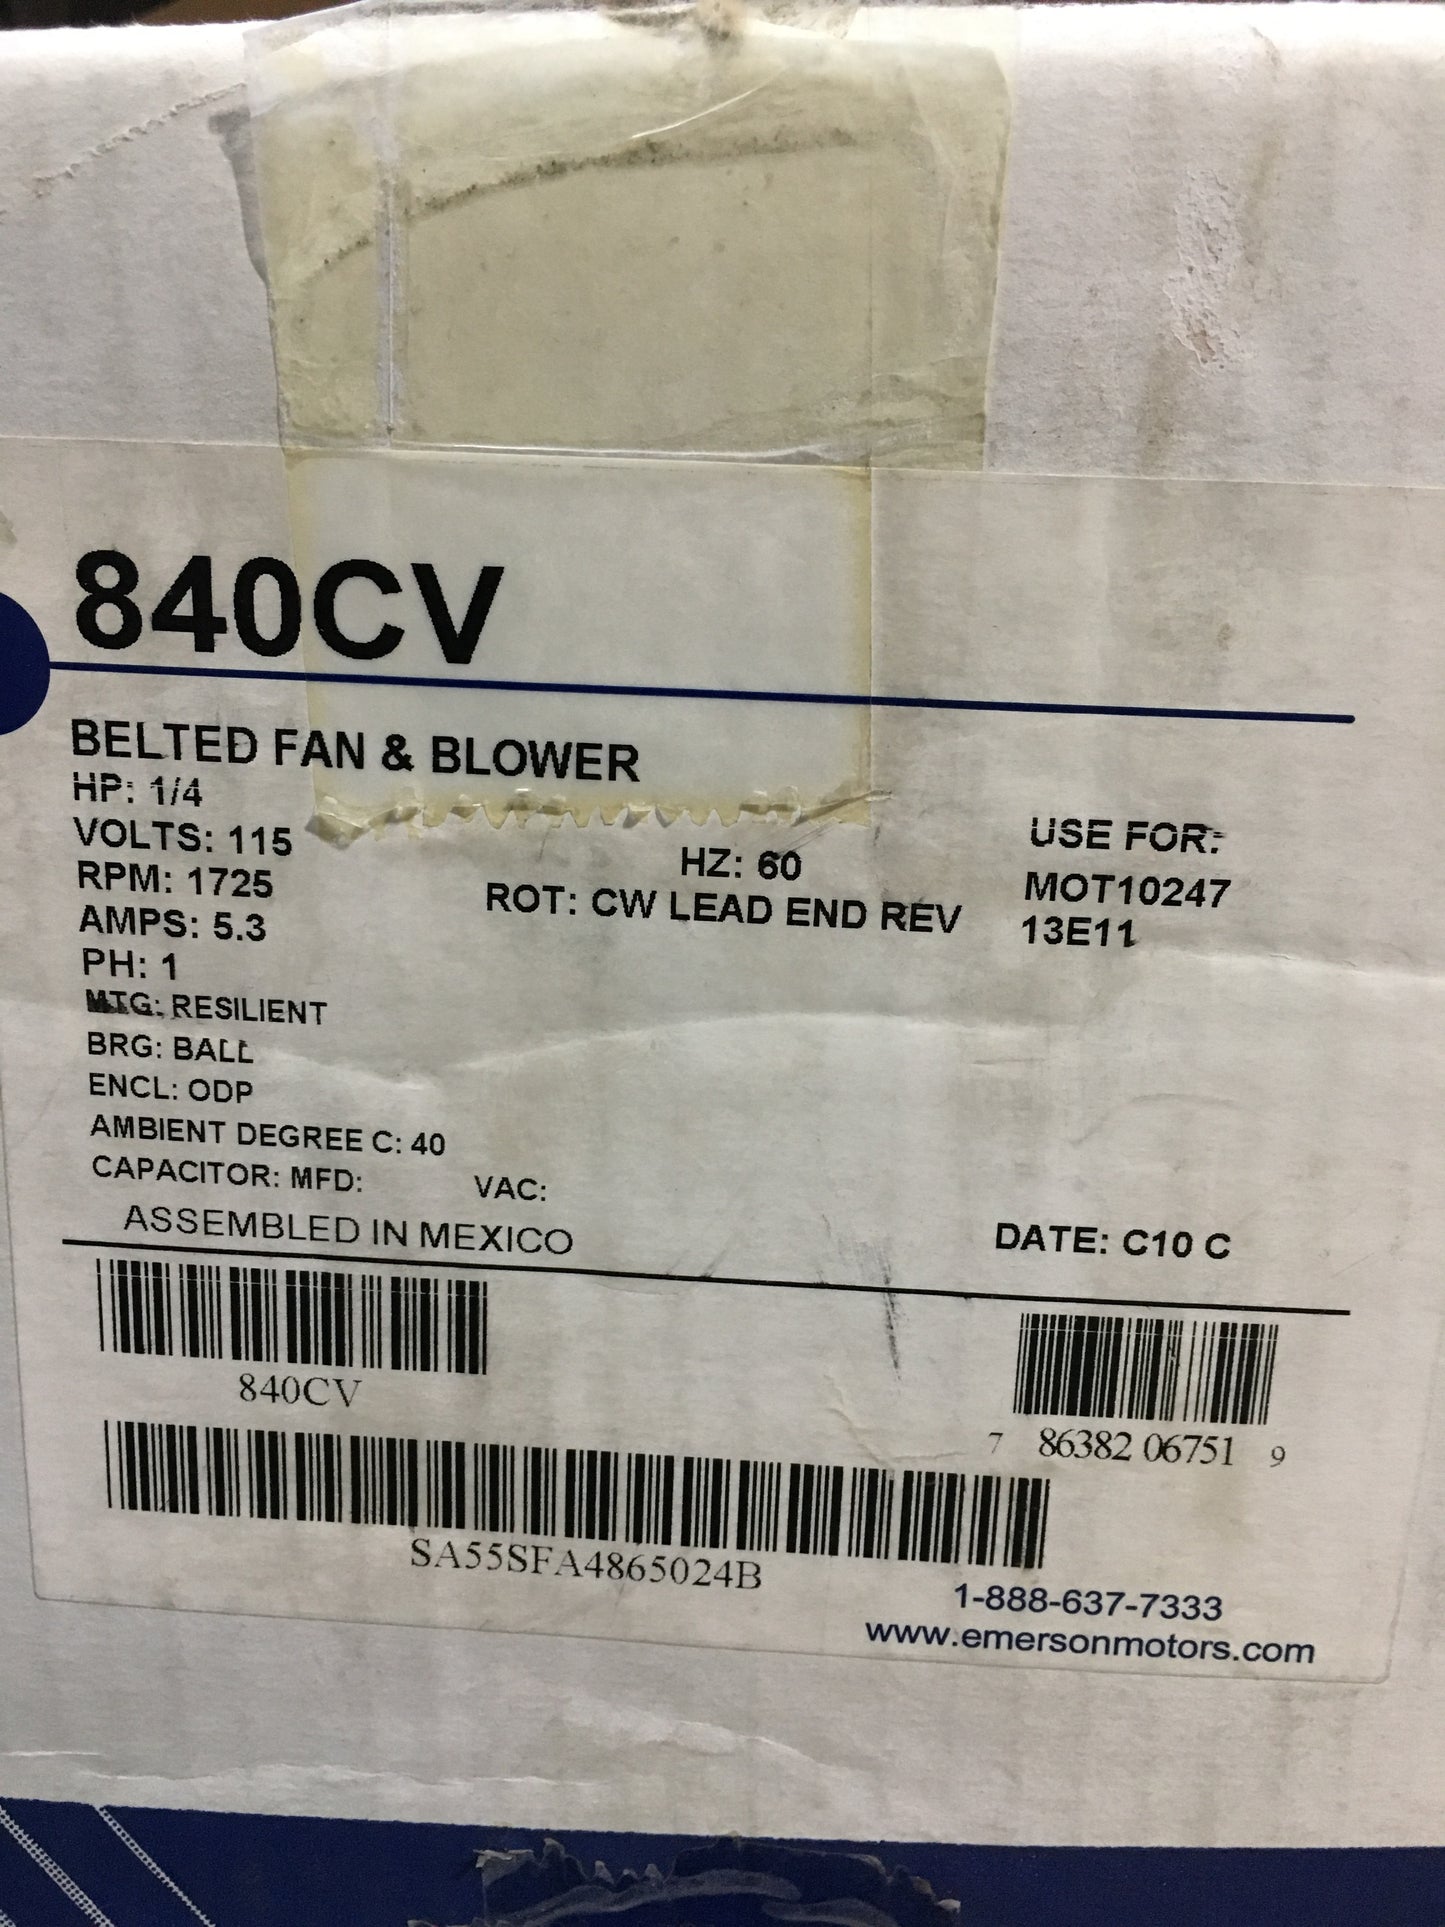 840CV
BELTED FAN & BLOWER
HP: 1/4
VOLTS: 115
HZ: 60
USE FOR:
RPM: 1725
ROT: CW LEAD END REV
MOT10247
AMPS: 5.3
13E11
PH: 1
MTG: RESILIENT
BRG: BALL
ENCL: ODP
AMBIENT DEGREE C: 40
CAPACITOR: MFD: VAC:
ASSEMBLED IN MEXICO
DATE: C10 C
840CV
7 86382 06751 9
SA55SFA4865024B
1-888-637-7333
www.emersonmotors.com